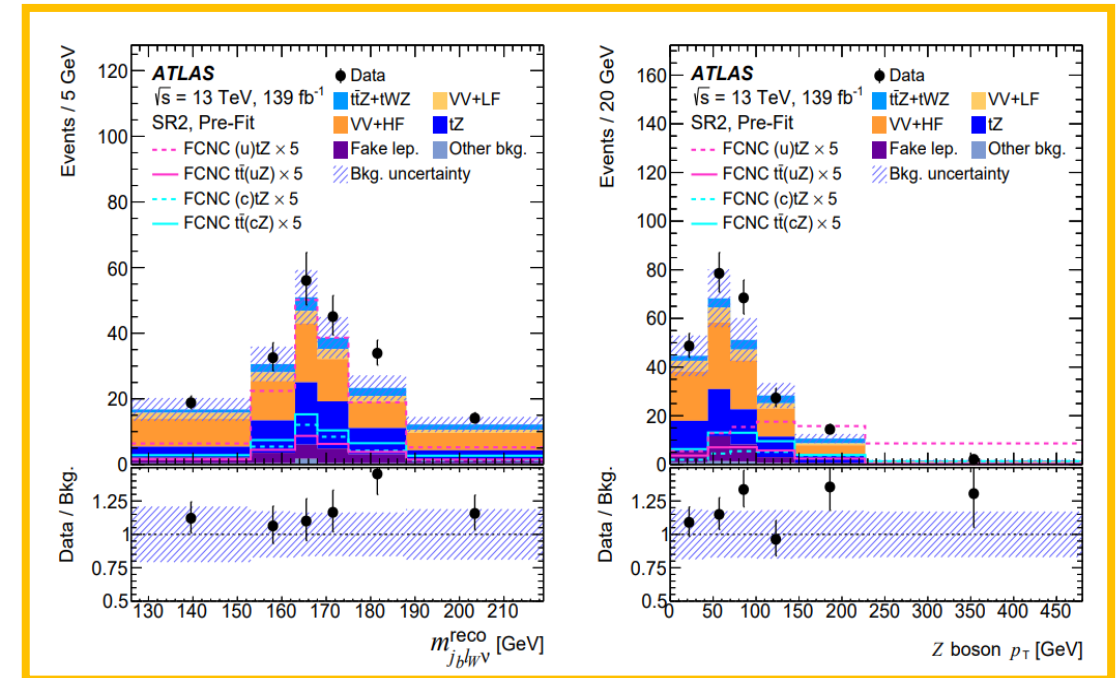 Events / 5 GeV
120
100
80
60
40
20
0
ATLAS
√s = 13 TeV, 139 fb⁻¹
SR2, Pre-Fit
FCNC (u)tZ × 5
FCNC tt̄(uZ) × 5
FCNC (c)tZ × 5
FCNC tt̄(cZ) × 5
Data
tt̄Z+tWZ VV+LF
VV+HF tZ
Fake lep. Other bkg.
Bkg. uncertainty
Data / Bkg.
1.25
1
0.75
0.5
130 140 150 160 170 180 190 200 210
m^reco_j_b l_W ν [GeV]
Events / 20 GeV
160
140
120
100
80
60
40
20
0
ATLAS
√s = 13 TeV, 139 fb⁻¹
SR2, Pre-Fit
FCNC (u)tZ × 5
FCNC tt̄(uZ) × 5
FCNC (c)tZ × 5
FCNC tt̄(cZ) × 5
Data
tt̄Z+tWZ VV+LF
VV+HF tZ
Fake lep. Other bkg.
Bkg. uncertainty
Data / Bkg.
1.25
1
0.75
0.5
0 50 100 150 200 250 300 350 400 450
Z boson p_T [GeV]